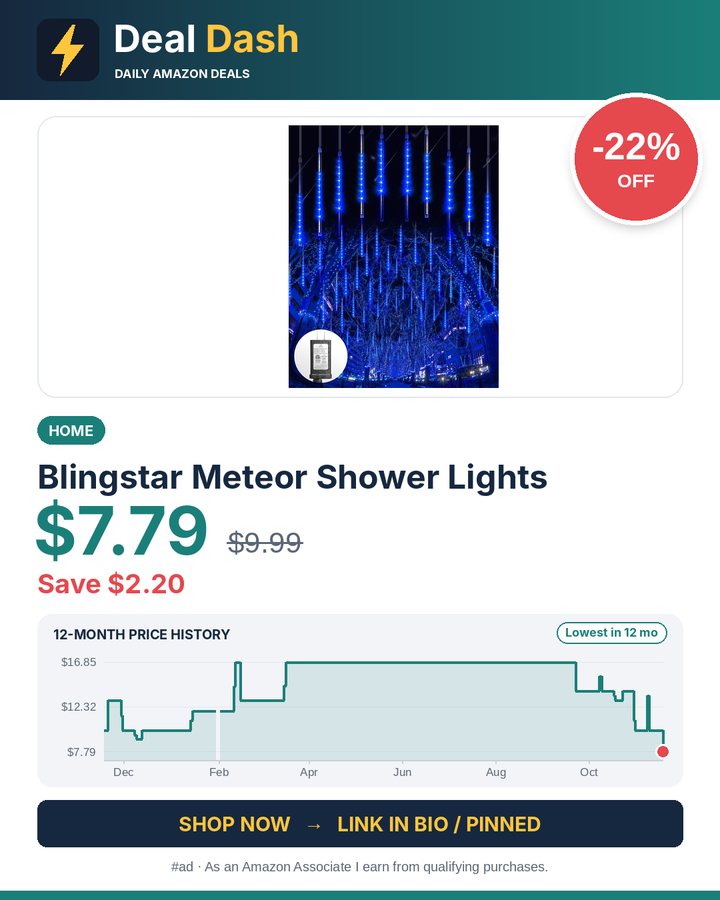 Deal Dash
DAILY AMAZON DEALS
-22%
OFF
HOME
Blingstar Meteor Shower Lights
$7.79 $9.99
Save $2.20
12-MONTH PRICE HISTORY
Lowest in 12 mo
$16.85
$12.32
$7.79
Dec Feb Apr Jun Aug Oct
SHOP NOW → LINK IN BIO / PINNED
#ad · As an Amazon Associate I earn from qualifying purchases.